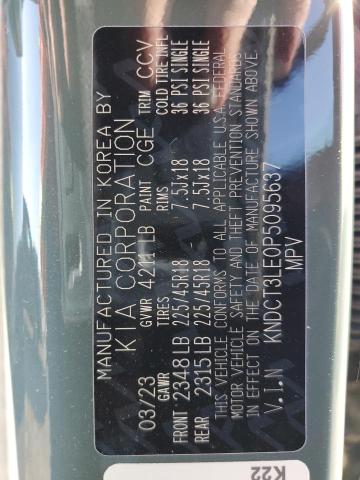 MANUFACTURED IN KOREA BY
KIA CORPORATION
03/23 GVWR 4211 LB PAINT CGE TRIM CCV
TIRES RIMS COLD TIRE INFL
FRONT 2348 LB 225/45R18 7.5JX18 36 PSI SINGLE
REAR 2315 LB 225/45R18 7.5JX18 36 PSI SINGLE
THIS VEHICLE CONFORMS TO ALL APPLICABLE U.S.A. FEDERAL
MOTOR VEHICLE SAFETY AND THEFT PREVENTION STANDARDS
IN EFFECT ON THE DATE OF MANUFACTURE SHOWN ABOVE.
V.I.N KNDCT3LE0P5095637
MPV
K22